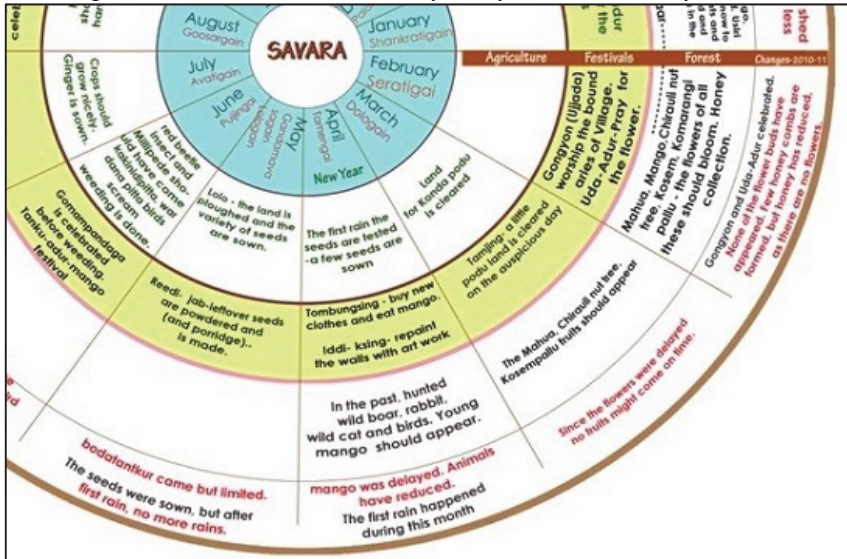 SAVARA
January
Shankratigain
February
Seratigai
March
Dologain
April
Tamengai
New Year
May
Gandamava
June
Pujinga
July
Avatigain
August
Goosargain
Agriculture
Festivals
Forest
Changes-2010-11
Crops should
grow nicely.
Ginger is sown.
red beetle
insect and
Millipede sho-
uld have come
kokinidipitta, war
dana pitta birds
scream
weeding is done.
Lola - the land is
ploughed and the
variety of seeds
are sown.
The first rain the
seeds are tested
-a few seeds are
sown
Land
for Konda podu
is cleared
Gomampandaga
is celebrated
before weeding.
Tanku-adur, mango
festival
Reedi- jab-leftover seeds
are powdered and
(and porridge)..
is made.
Tombungsing - buy new
clothes and eat mango.
Iddi- ksing- repaint
the walls with art work
Tamjing- a little
podu land is cleared
on the auspicious day
Gongyon (Ujjada)
worship the bound
aries of Village.
Uda- Adur-Pray for
the flower.
In the past, hunted
wild boar, rabbit,
wild cat and birds. Young
mango should appear.
The Mahua, Chirauli nut tree,
Kosempallu fruits should appear
Mahua, Mango,Chirauli nut
tree, Kosem, Komarangi
pallu - the flowers of all
these should bloom. Honey
collection.
bodatantkur came but limited.
The seeds were sown, but after
first rain, no more rains.
mango was delayed. Animals
have reduced.
The first rain happened
during this month
Since the flowers were delayed
no fruits might come on time.
Gongyon and Uda-Adur celebrated.
None of the flower buds have
appeared. Few honey combs are
formed, but honey has reduced,
as there are no flowers.
shed
less